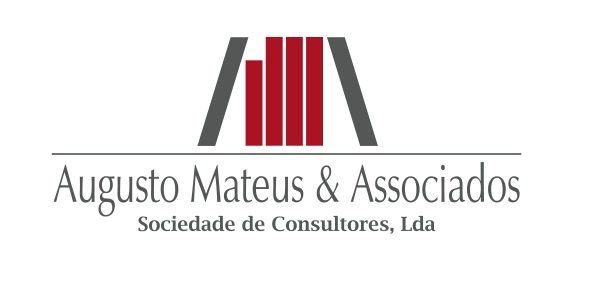 Augusto Mateus & Associados
Sociedade de Consultores, Lda